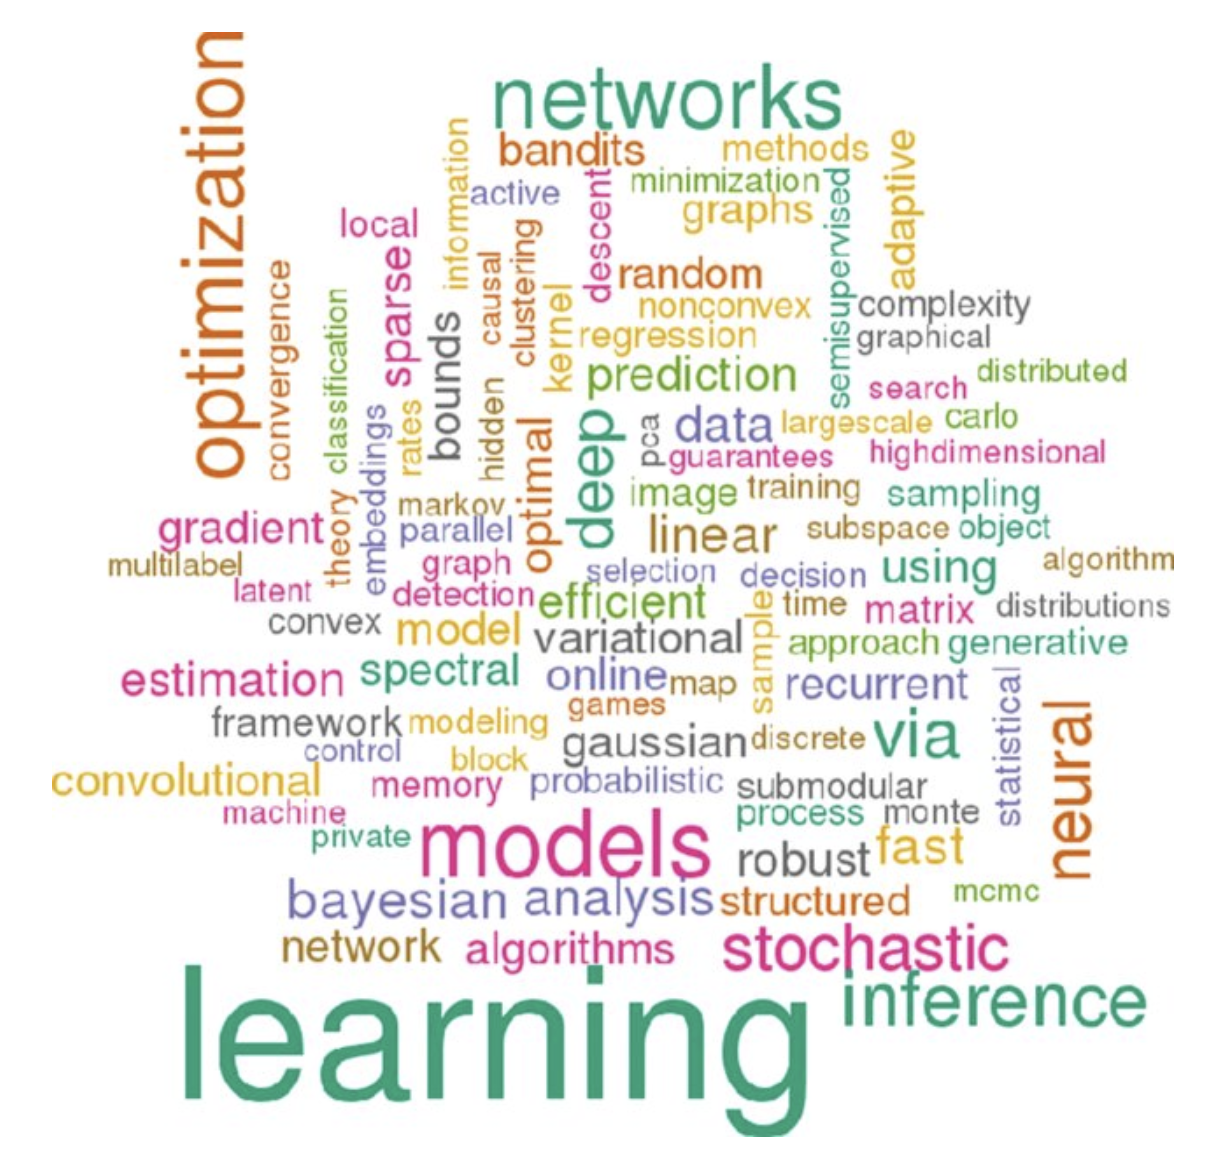 optimization
networks
information
bandits
methods
adaptive
active
descent
minimization
semisupervised
graphs
local
sparse
causal
clustering
random
convergence
classification
bounds
kernel
nonconvex
complexity
regression
graphical
prediction
distributed
search
embeddings
rates
hidden
optimal
deep
pca
data
largescale
carlo
guarantees
highdimensional
theory
markov
image
training
sampling
gradient
parallel
linear
subspace
object
multilabel
graph
selection
decision
using
algorithm
latent
detection
efficient
sample
time
matrix
distributions
convex
model
variational
approach
generative
estimation
spectral
online
map
recurrent
statistical
neural
framework
modeling
games
gaussian
discrete
via
control
block
convolutional
memory
probabilistic
submodular
machine
process
monte
private
models
robust
fast
bayesian
analysis
structured
mcmc
network
algorithms
stochastic
learning
inference